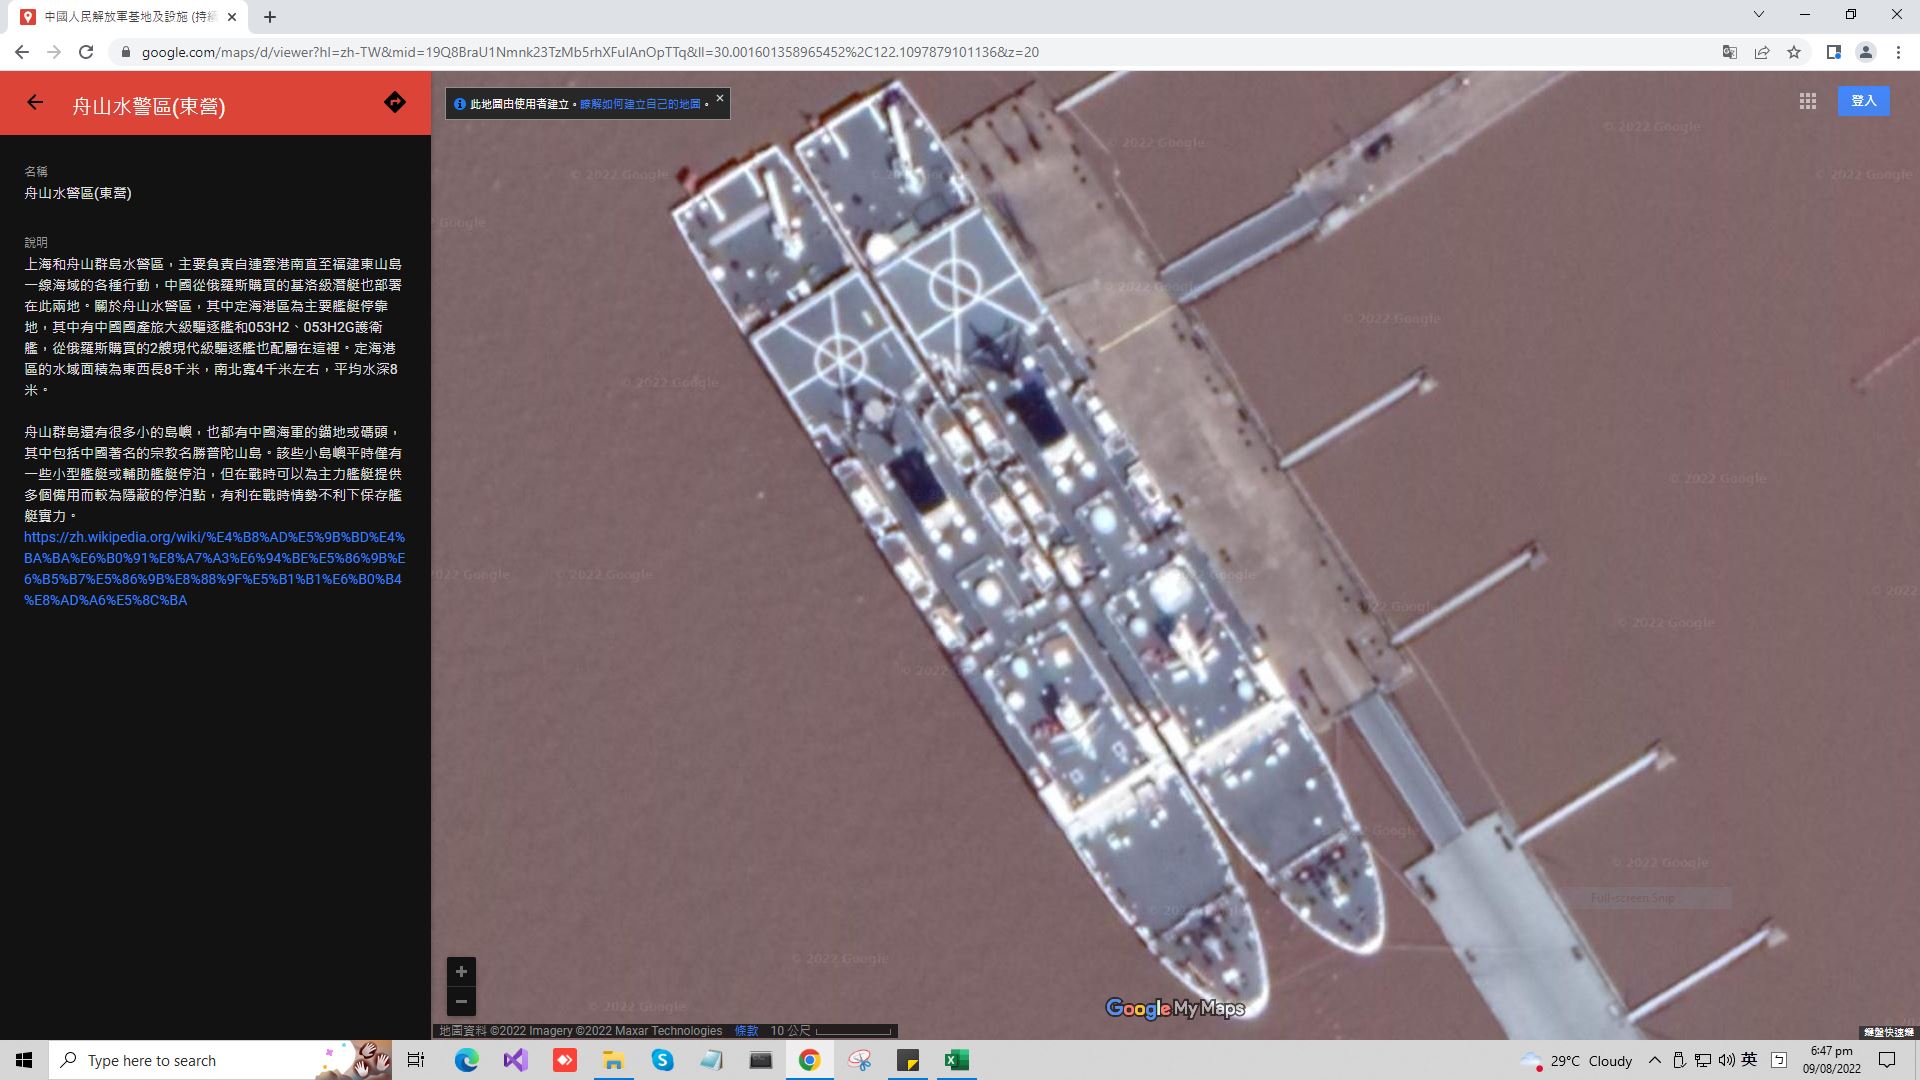 中國人民解放軍基地及設施 (持續
google.com/maps/d/viewer?hl=zh-TW&mid=19Q8BraU1Nmnk23TzMb5rhXFulAnOpTTq&ll=30.001601358965452%2C122.1097879101136&z=20
舟山水警區(東營)
此地圖由使用者建立。瞭解如何建立自己的地圖。
登入
名稱
舟山水警區(東營)
說明
上海和舟山群島水警區，主要負責自連雲港南直至福建東山島
一線海域的各種行動，中國從俄羅斯購買的基洛級潛艇也部署
在此兩地。關於舟山水警區，其中定海港區為主要艦艇停靠
地，其中有中國國產旅大級驅逐艦和053H2、053H2G護衛
艦，從俄羅斯購買的2艘現代級驅逐艦也配屬在這裡。定海港
區的水域面積為東西長8千米，南北寬4千米左右，平均水深8
米。
舟山群島還有很多小的島嶼，也都有中國海軍的錨地或碼頭，
其中包括中國著名的宗教名勝普陀山島。該些小島嶼平時僅有
一些小型艦艇或輔助艦艇停泊，但在戰時可以為主力艦艇提供
多個備用而較為隱蔽的停泊點，有利在戰時情勢不利下保存艦
艇實力。
https://zh.wikipedia.org/wiki/%E4%B8%AD%E5%9B%BD%E4%
BA%BA%E6%B0%91%E8%A7%A3%E6%94%BE%E5%86%9B%E
6%B5%B7%E5%86%9B%E8%88%9F%E5%B1%B1%E6%B0%B4
%E8%AD%A6%E5%8C%BA
© 2022 Google
Full-screen Snip
Google My Maps
地圖資料 ©2022 Imagery ©2022 Maxar Technologies 條款 10 公尺
鍵盤快速鍵
Type here to search
29°C Cloudy
英
6:47 pm
09/08/2022